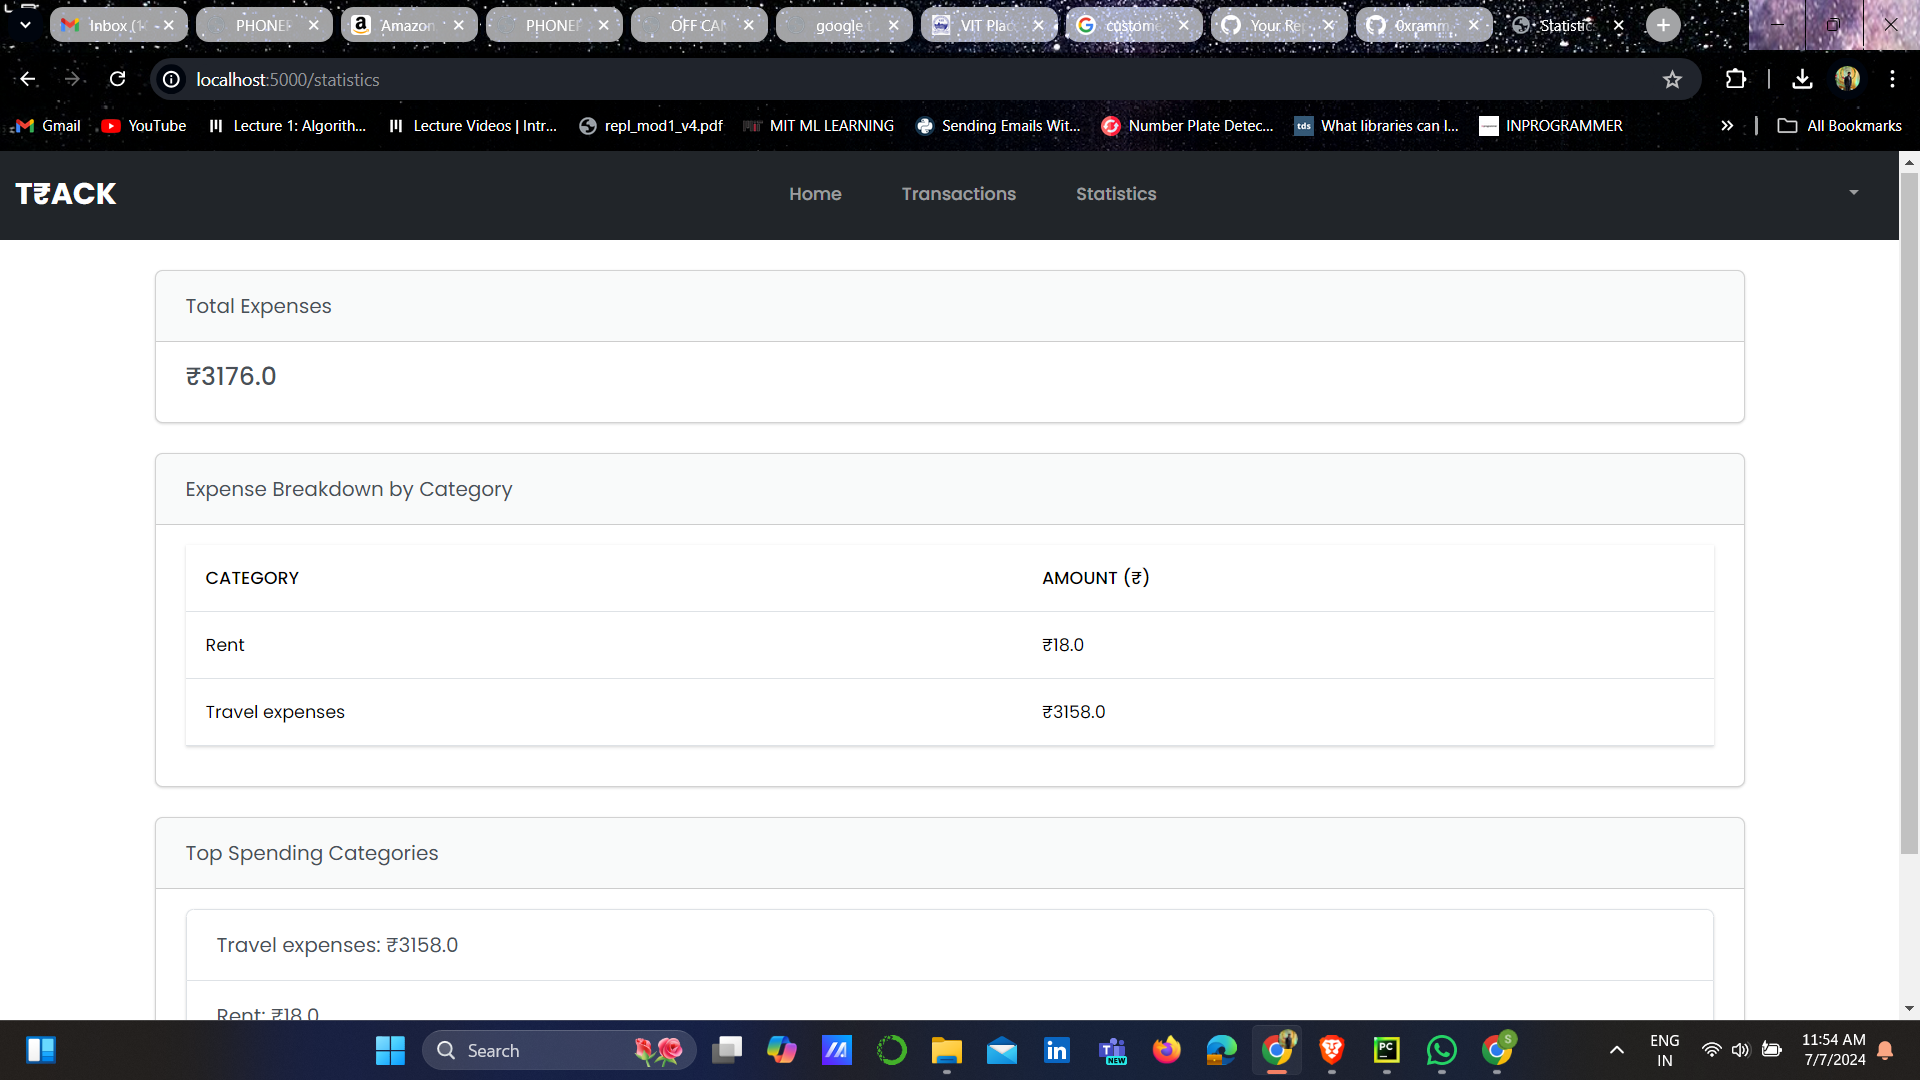 Inbox (1
PHONE
Amazon
PHONE
OFF CA
google
VIT Plac
custom
Your Re
0xramm
Statistic
localhost:5000/statistics
Gmail
YouTube
Lecture 1: Algorith...
Lecture Videos | Intr...
repl_mod1_v4.pdf
MIT ML LEARNING
Sending Emails Wit...
Number Plate Detec...
tds
What libraries can I...
INPROGRAMMER
All Bookmarks
T₹ACK
Home
Transactions
Statistics
Total Expenses
₹3176.0
Expense Breakdown by Category
CATEGORY
AMOUNT (₹)
Rent
₹18.0
Travel expenses
₹3158.0
Top Spending Categories
Travel expenses: ₹3158.0
Rent: ₹18.0
Search
NEW
PC
S
ENG
IN
11:54 AM
7/7/2024